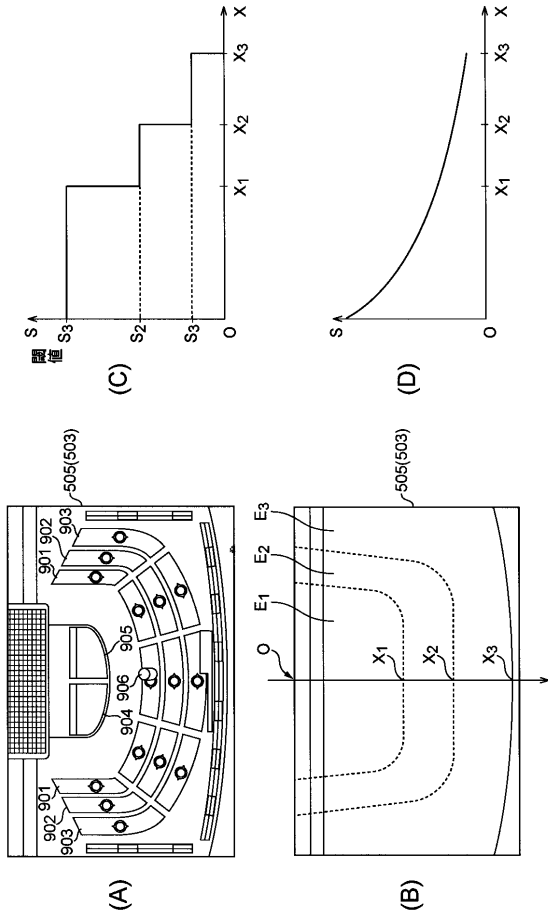 (A)
505(503)
901
902
903
901
902
903
904
905
906
(B)
505(503)
O
E1
E2
E3
X1
X2
X3
(C)
閾値
S
S3
S2
S3
O
X1
X2
X3
X
(D)
S
O
X1
X2
X3
X